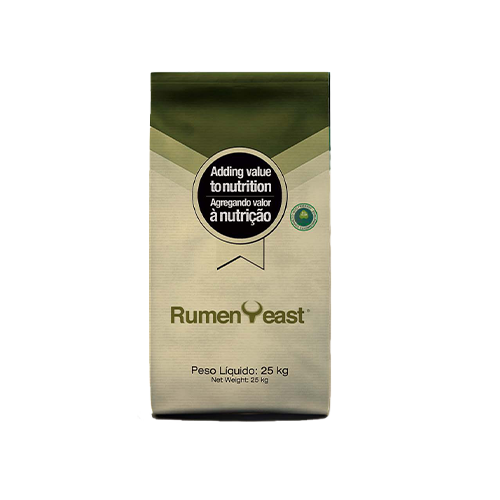 Adding value
to nutrition
Agregando valor
à nutrição
RumenYeast®
Peso Líquido: 25 kg
Net Weight: 25 kg